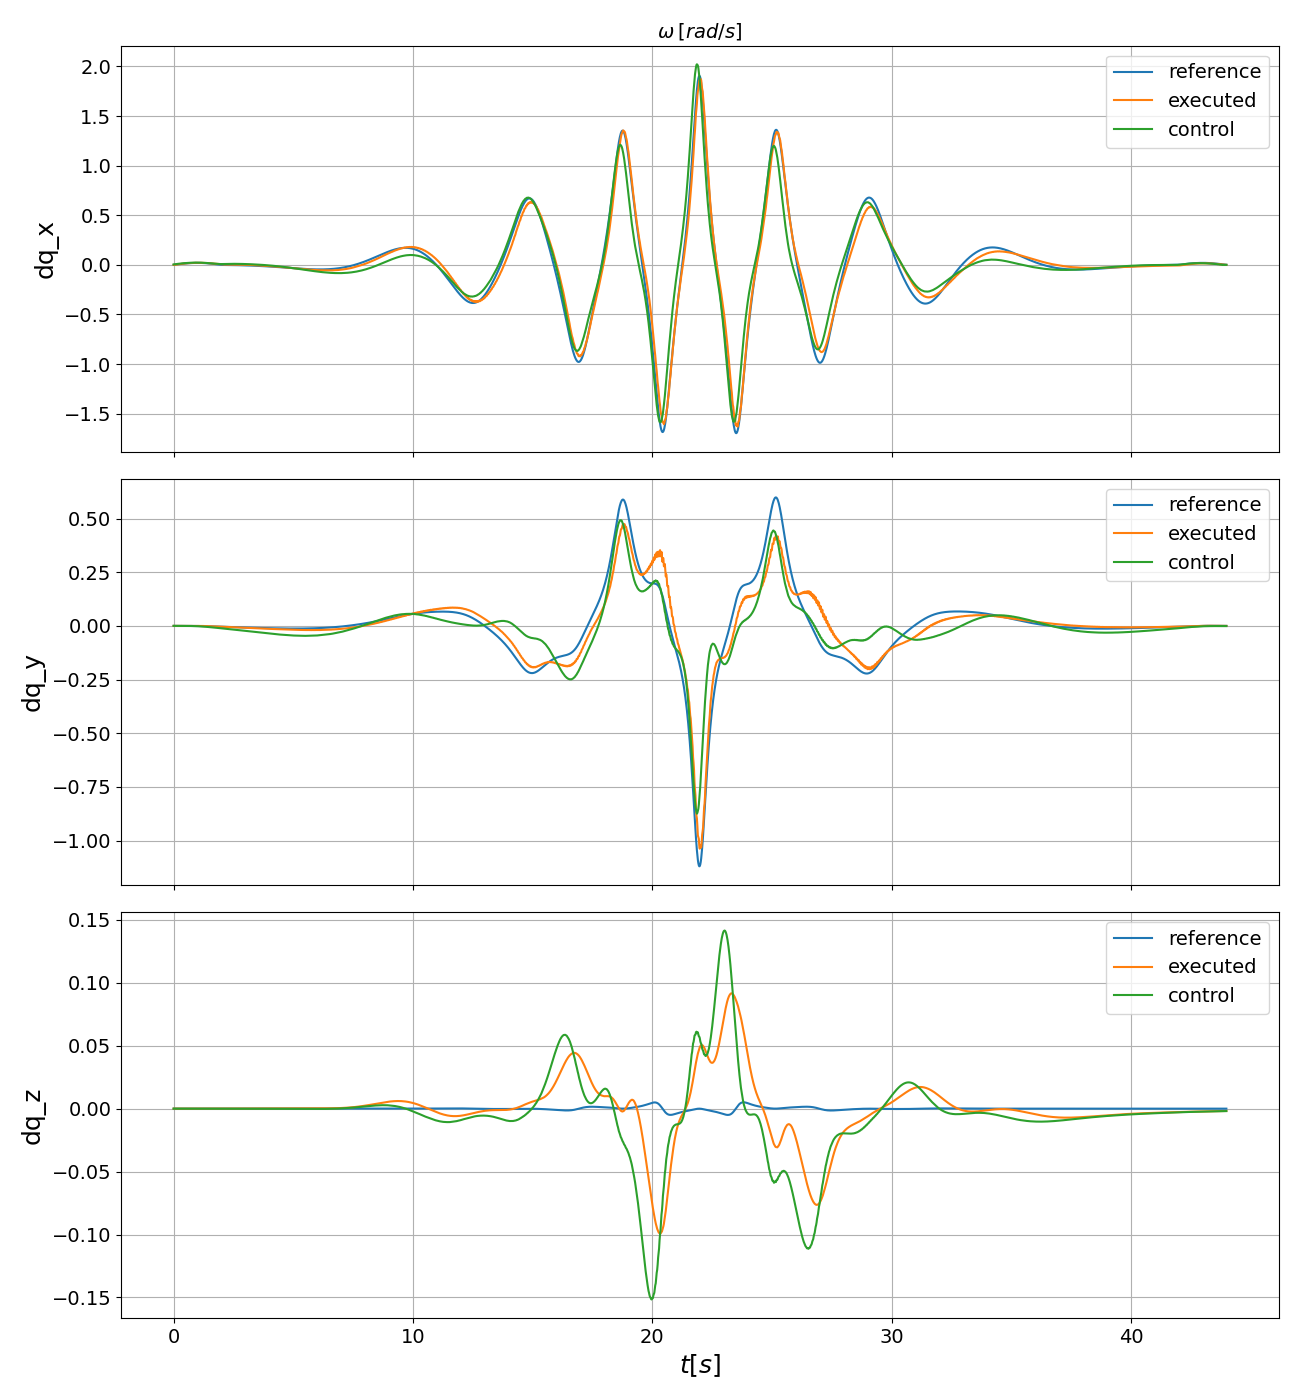 ω [rad/s]
dq_x
2.0
1.5
1.0
0.5
0.0
−0.5
−1.0
−1.5
reference
executed
control
dq_y
0.50
0.25
0.00
−0.25
−0.50
−0.75
−1.00
reference
executed
control
dq_z
0.15
0.10
0.05
0.00
−0.05
−0.10
−0.15
reference
executed
control
0 10 20 30 40
t[s]